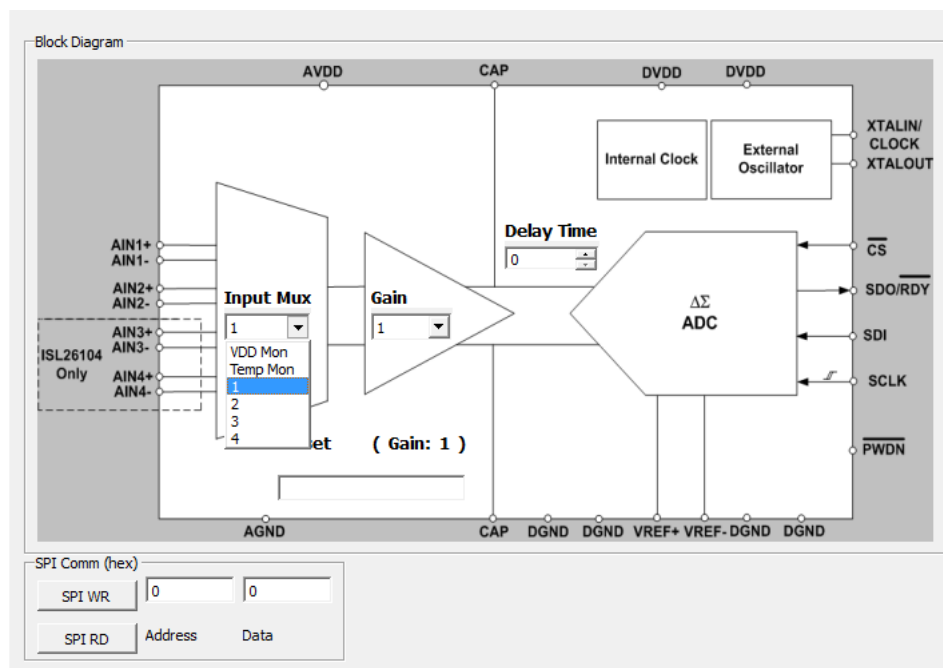 Block Diagram
AVDD
CAP
DVDD
DVDD
Internal Clock
External
Oscillator
XTALIN/
CLOCK
XTALOUT
AIN1+
AIN1-
AIN2+
AIN2-
AIN3+
AIN3-
AIN4+
AIN4-
ISL26104
Only
Input Mux
1
VDD Mon
Temp Mon
1
2
3
4
Gain
1
Delay Time
0
ΔΣ
ADC
CS
SDO/RDY
SDI
SCLK
PWDN
( Gain: 1 )
AGND
CAP
DGND
DGND
VREF+
VREF-
DGND
DGND
SPI Comm (hex)
SPI WR
0
0
SPI RD
Address
Data